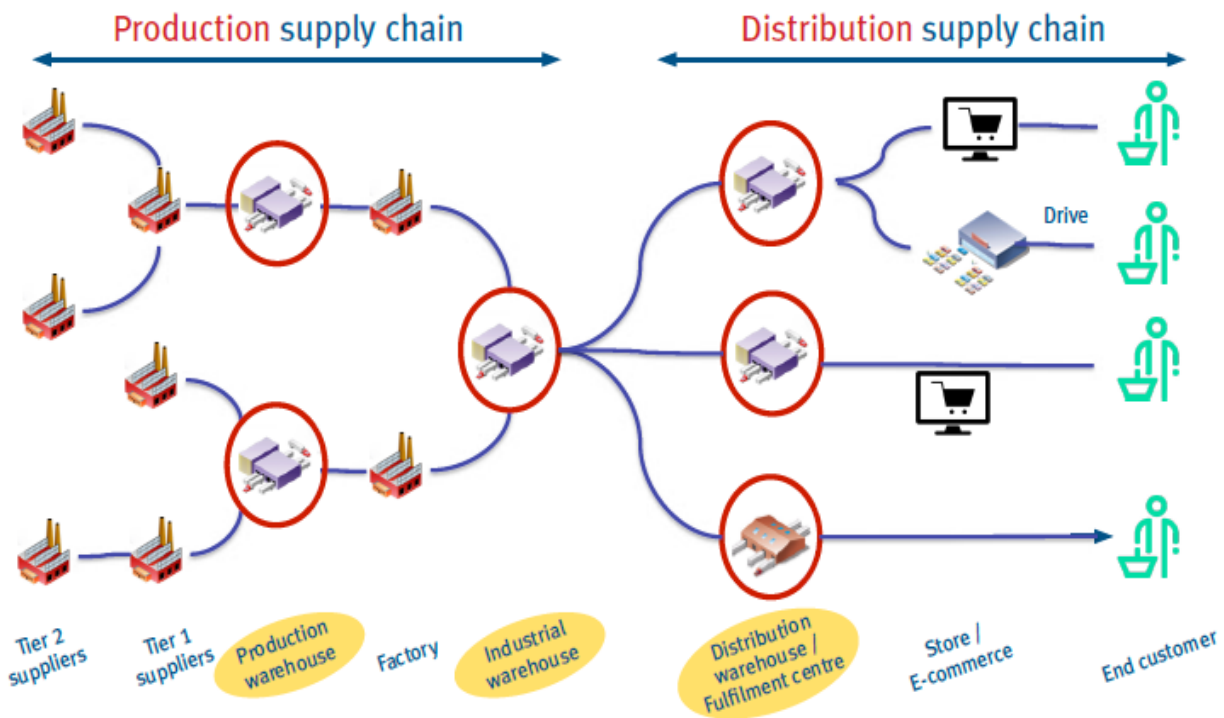 Production supply chain
Distribution supply chain
Drive
Tier 2
suppliers
Tier 1
suppliers
Production
warehouse
Factory
Industrial
warehouse
Distribution
warehouse /
Fulfilment centre
Store /
E-commerce
End customer